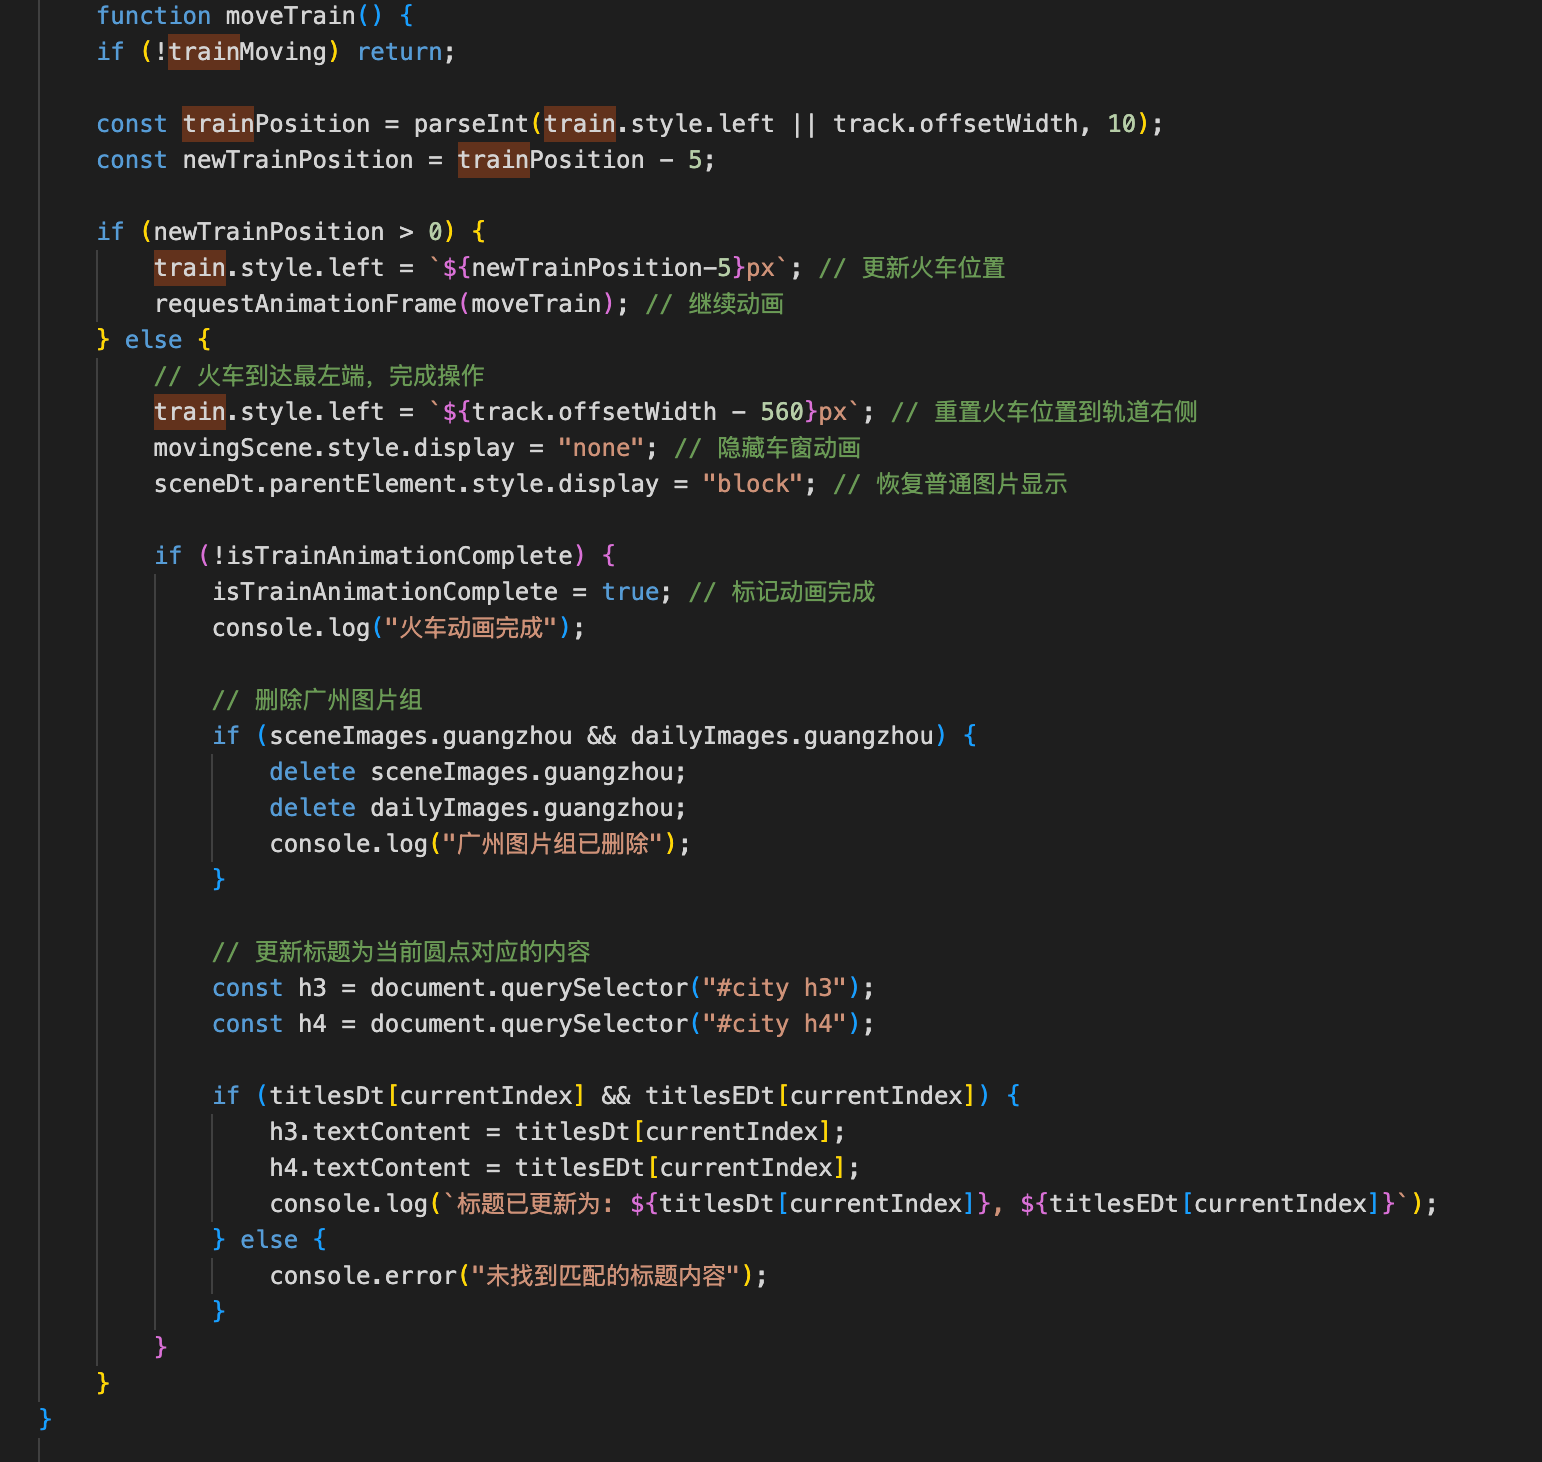 function moveTrain() {
if (!trainMoving) return;
const trainPosition = parseInt(train.style.left || track.offsetWidth, 10);
const newTrainPosition = trainPosition - 5;
if (newTrainPosition > 0) {
train.style.left = `${newTrainPosition-5}px`; // 更新火车位置
requestAnimationFrame(moveTrain); // 继续动画
} else {
// 火车到达最左端，完成操作
train.style.left = `${track.offsetWidth - 560}px`; // 重置火车位置到轨道右侧
movingScene.style.display = "none"; // 隐藏车窗动画
sceneDt.parentElement.style.display = "block"; // 恢复普通图片显示
if (!isTrainAnimationComplete) {
isTrainAnimationComplete = true; // 标记动画完成
console.log("火车动画完成");
// 删除广州图片组
if (sceneImages.guangzhou && dailyImages.guangzhou) {
delete sceneImages.guangzhou;
delete dailyImages.guangzhou;
console.log("广州图片组已删除");
}
// 更新标题为当前圆点对应的内容
const h3 = document.querySelector("#city h3");
const h4 = document.querySelector("#city h4");
if (titlesDt[currentIndex] && titlesEDt[currentIndex]) {
h3.textContent = titlesDt[currentIndex];
h4.textContent = titlesEDt[currentIndex];
console.log(`标题已更新为: ${titlesDt[currentIndex]}, ${titlesEDt[currentIndex]}`);
} else {
console.error("未找到匹配的标题内容");
}
}
}
}